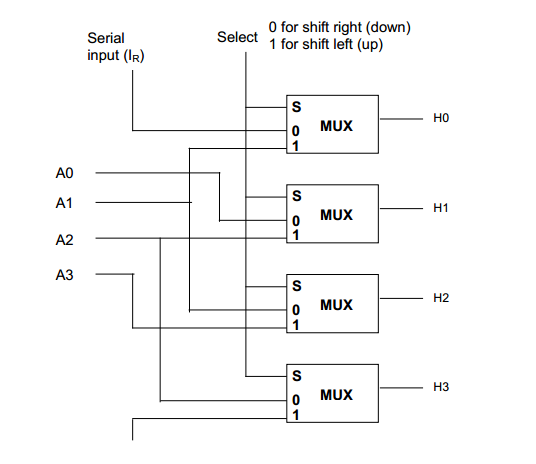 Serial
input (IR)
Select
0 for shift right (down)
1 for shift left (up)
S
0
1
MUX
H0
A0
A1
A2
A3
S
0
1
MUX
H1
S
0
1
MUX
H2
S
0
1
MUX
H3